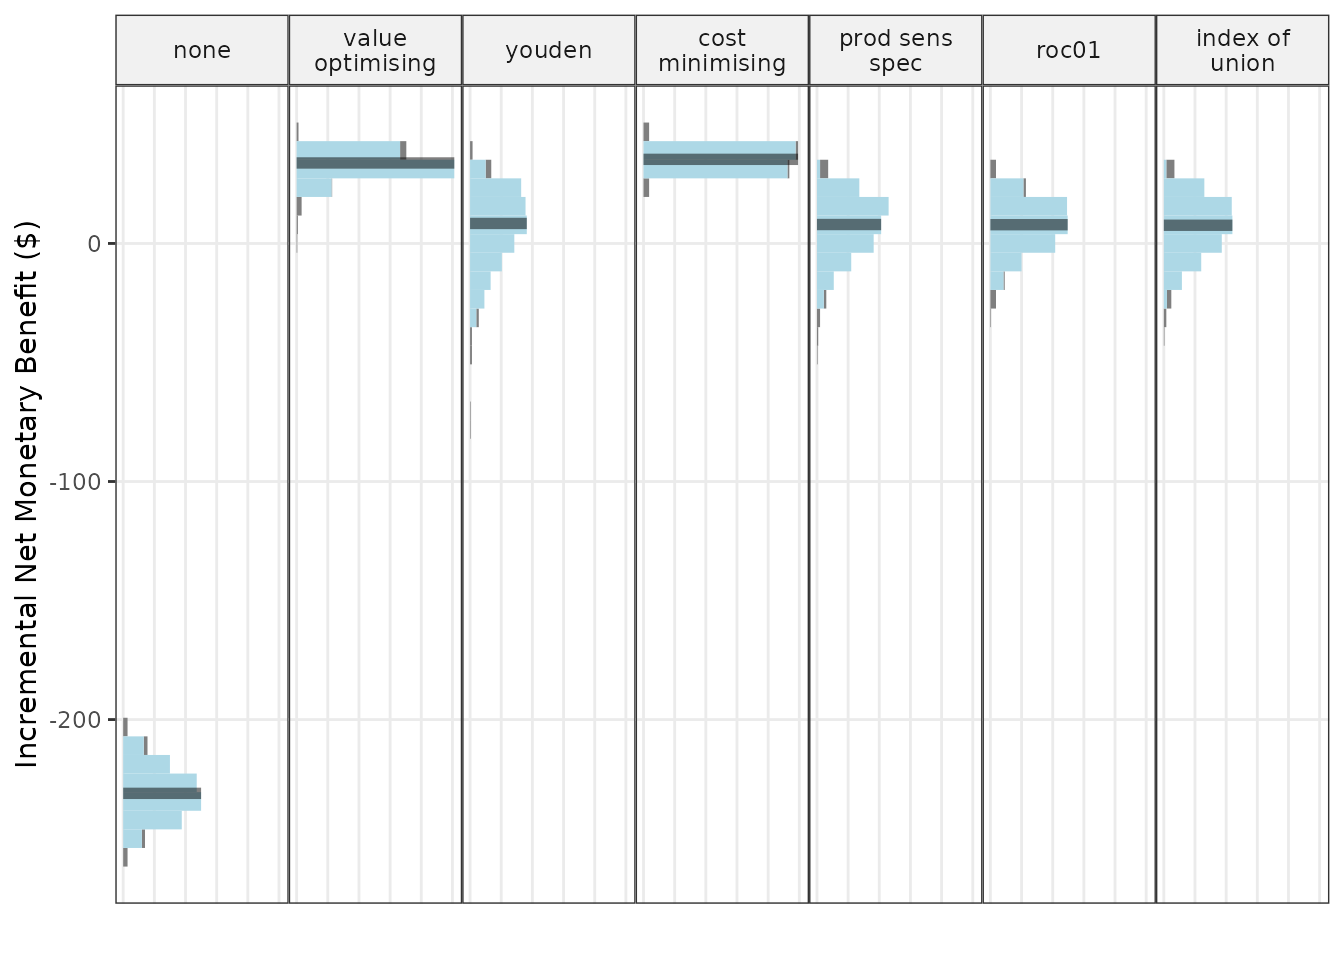 none
value
optimising
youden
cost
minimising
prod sens
spec
roc01
index of
union
Incremental Net Monetary Benefit ($)
0
-100
-200